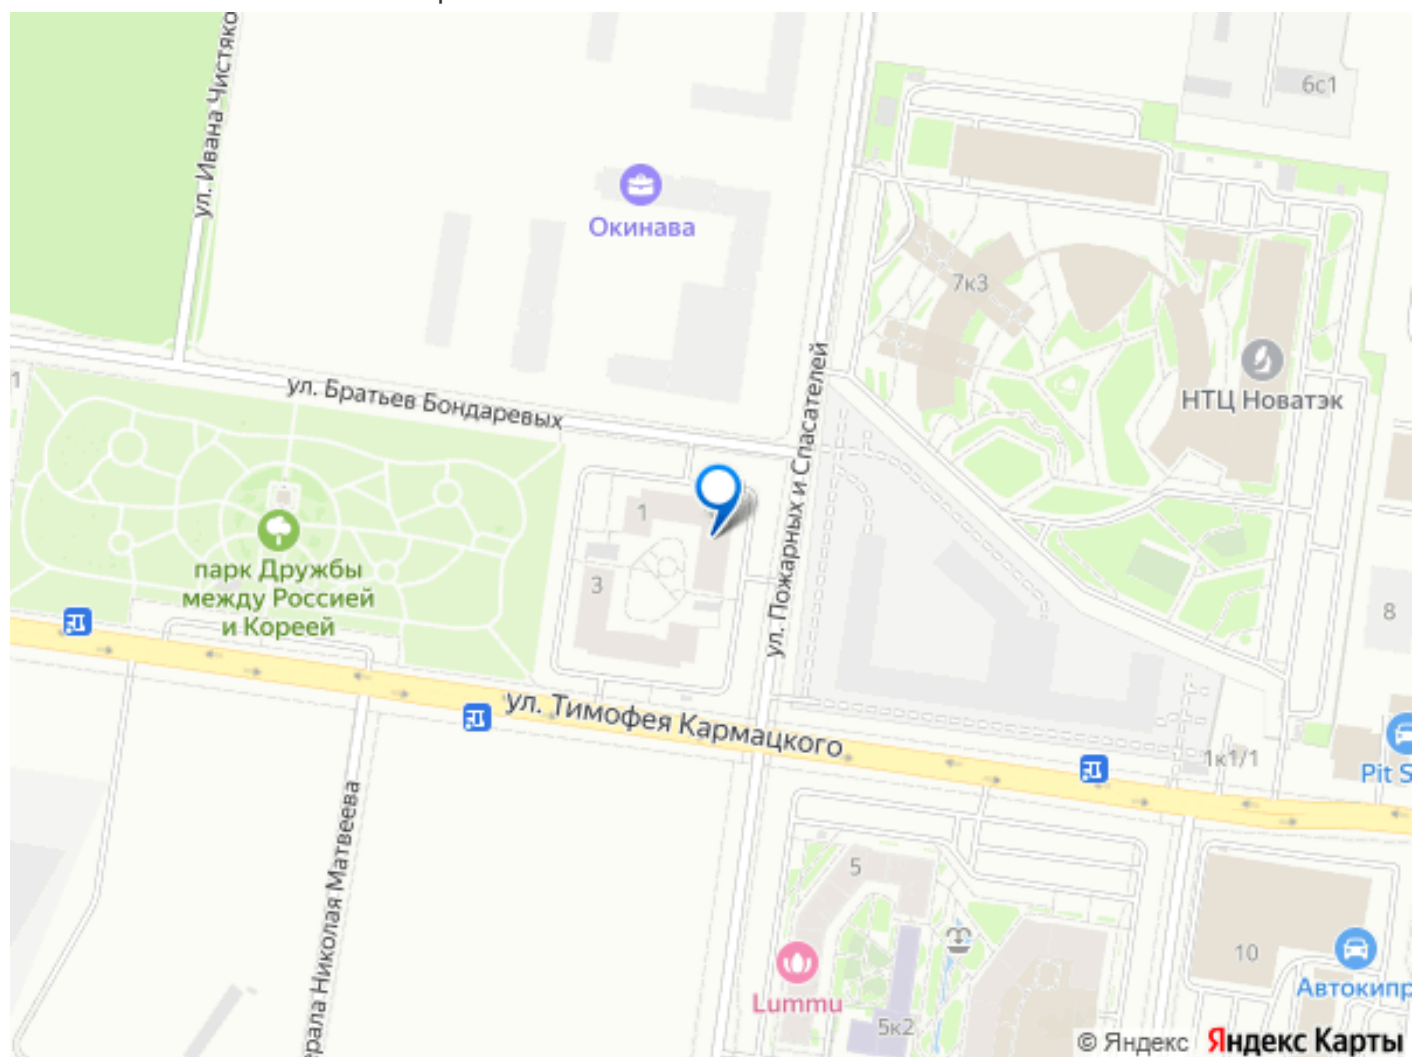 ул. Ивана Чистяко
6с1
Окинава
7к3
НТЦ Новатэк
1
ул. Братьев Бондаревых
ул. Пожарных и Спасателей
1
3
парк Дружбы
между Россией
и Кореей
8
ул. Тимофея Кармацкого
1к1/1
Pit S
ерала Николая Матвеева
5
10
Lummu
5к2
Автокипр
© Яндекс Яндекс Карты